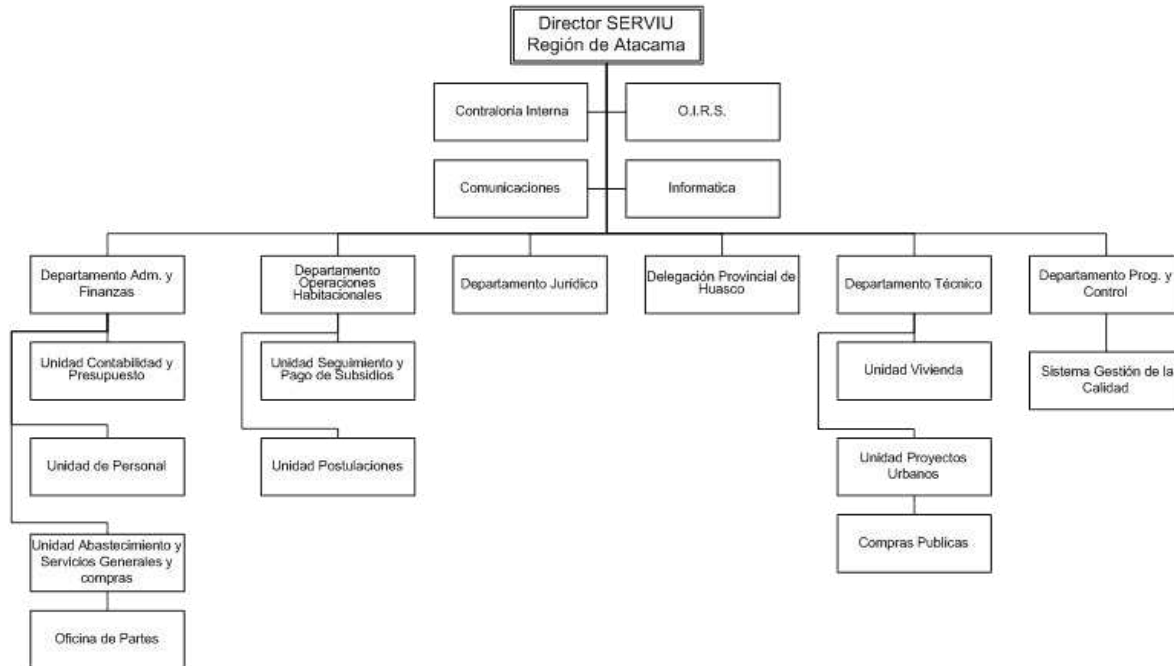 Director SERVIU
Región de Atacama
Contraloría Interna
O.I.R.S.
Comunicaciones
Informatica
Departamento Adm. y
Finanzas
Departamento
Operaciones
Habitacionales
Departamento Jurídico
Delegación Provincial de
Huasco
Departamento Técnico
Departamento Prog. y
Control
Unidad Contabilidad y
Presupuesto
Unidad Seguimiento y
Pago de Subsidios
Unidad Vivienda
Sistema Gestión de la
Calidad
Unidad de Personal
Unidad Postulaciones
Unidad Proyectos
Urbanos
Unidad Abastecimiento y
Servicios Generales y
compras
Compras Publicas
Oficina de Partes